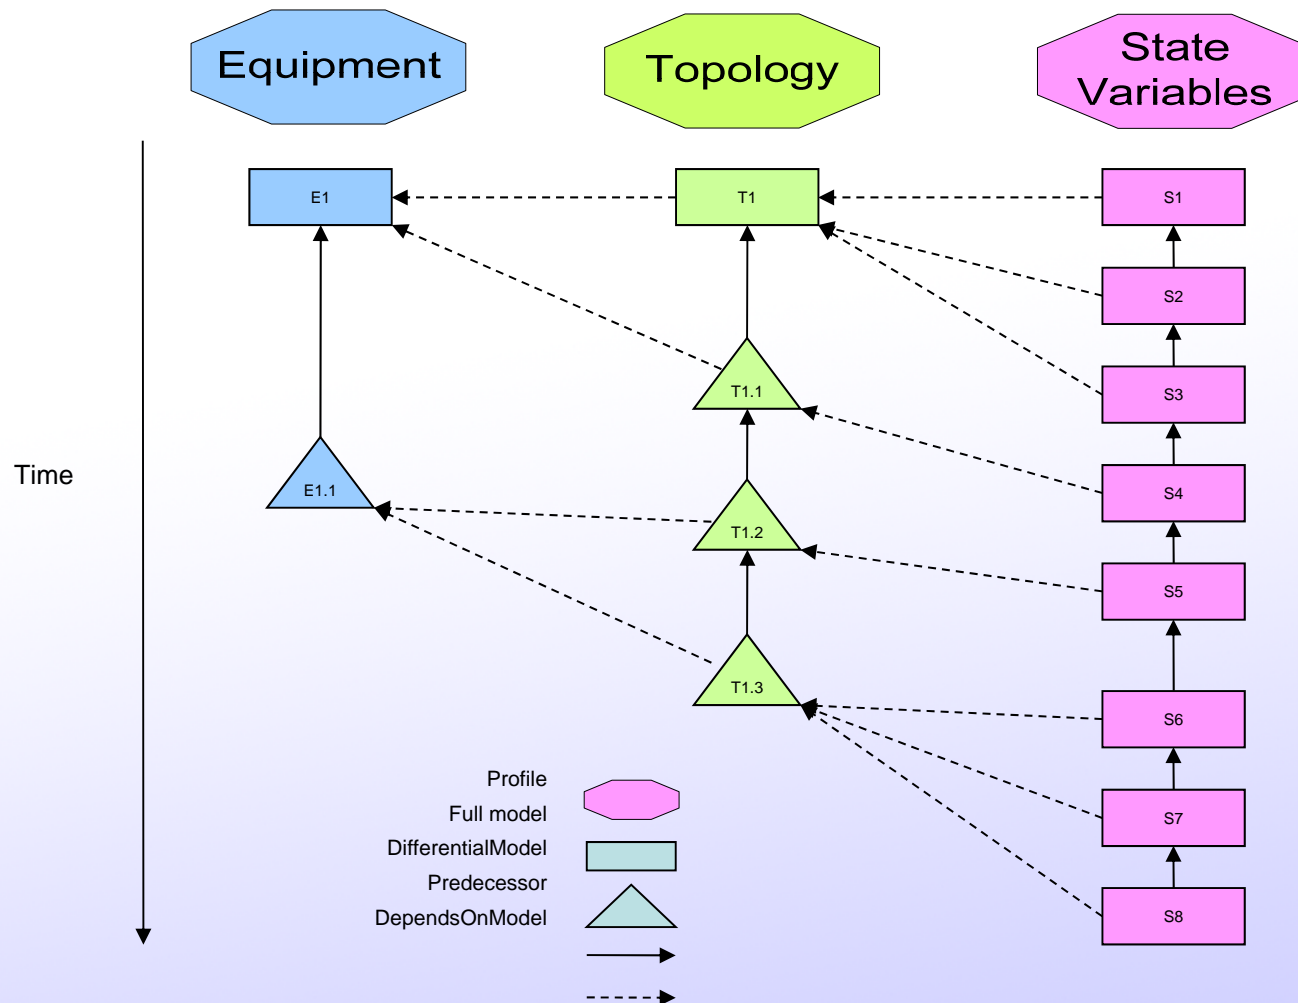 Equipment
Topology
State
Variables
E1
T1
S1
S2
T1.1
S3
Time
E1.1
S4
T1.2
S5
T1.3
S6
Profile
Full model
DifferentialModel
Predecessor
DependsOnModel
S7
S8